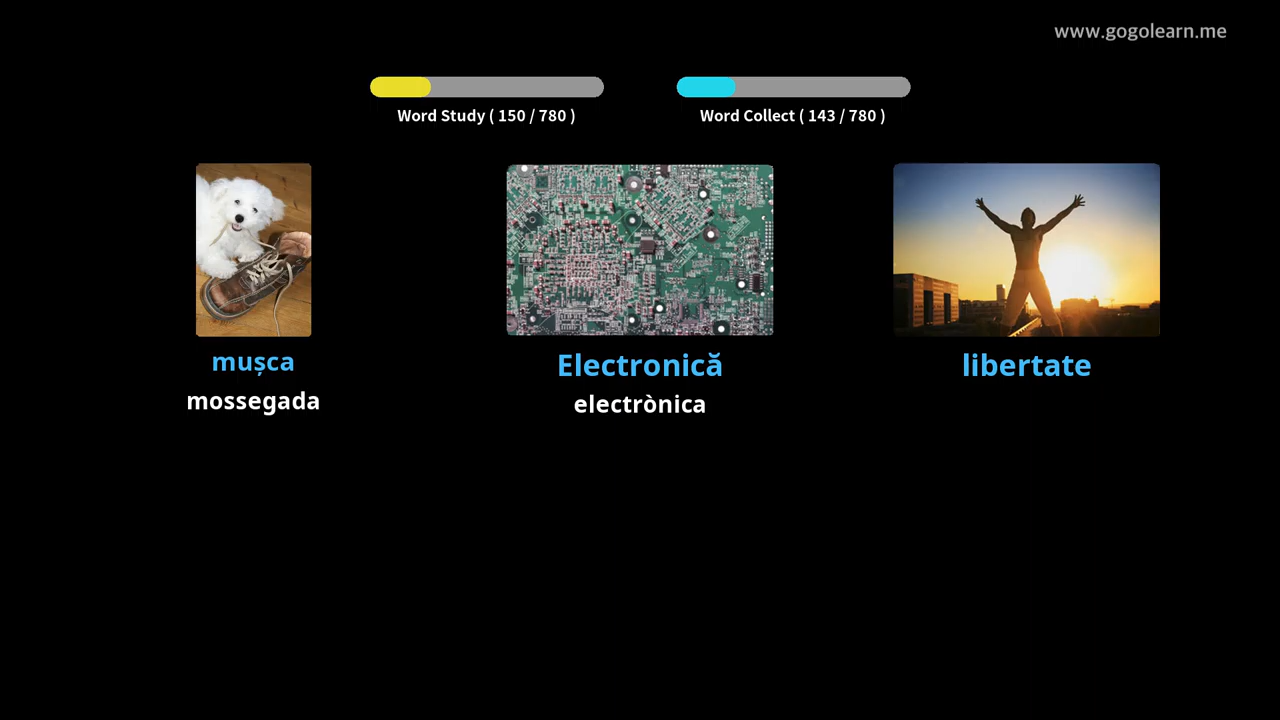 www.gogolearn.me
Word Study ( 150 / 780 )
Word Collect ( 143 / 780 )
mușca
mossegada
Electronică
electrònica
libertate